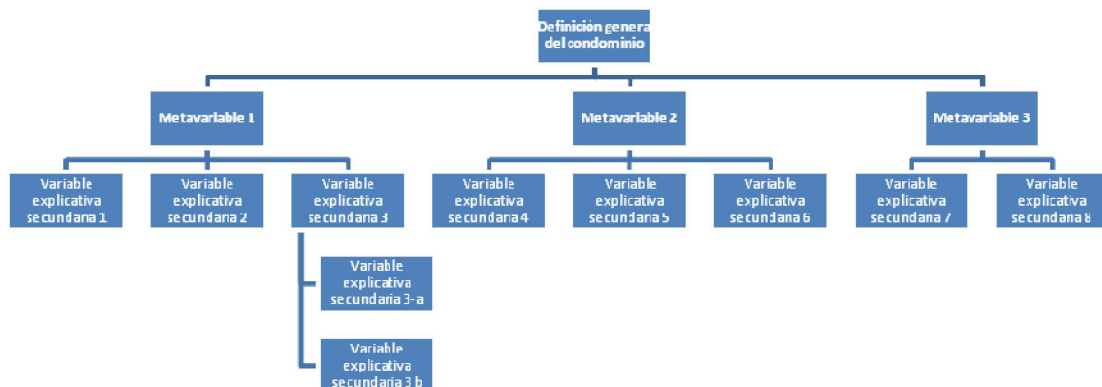 Definición genera
del condominio
Metavariable 1
Metavariable 2
Metavariable 3
Variable
explicativa
secundaria 1
Variable
explicativa
secundaria 2
Variable
explicativa
secundaria 3
Variable
explicativa
secundaria 4
Variable
explicativa
secundaria 5
Variable
explicativa
secundaria 6
Variable
explicativa
secundaria 7
Variable
explicativa
secundaria 8
Variable
explicativa
secundaria 3-a
Variable
explicativa
secundaria 3 b